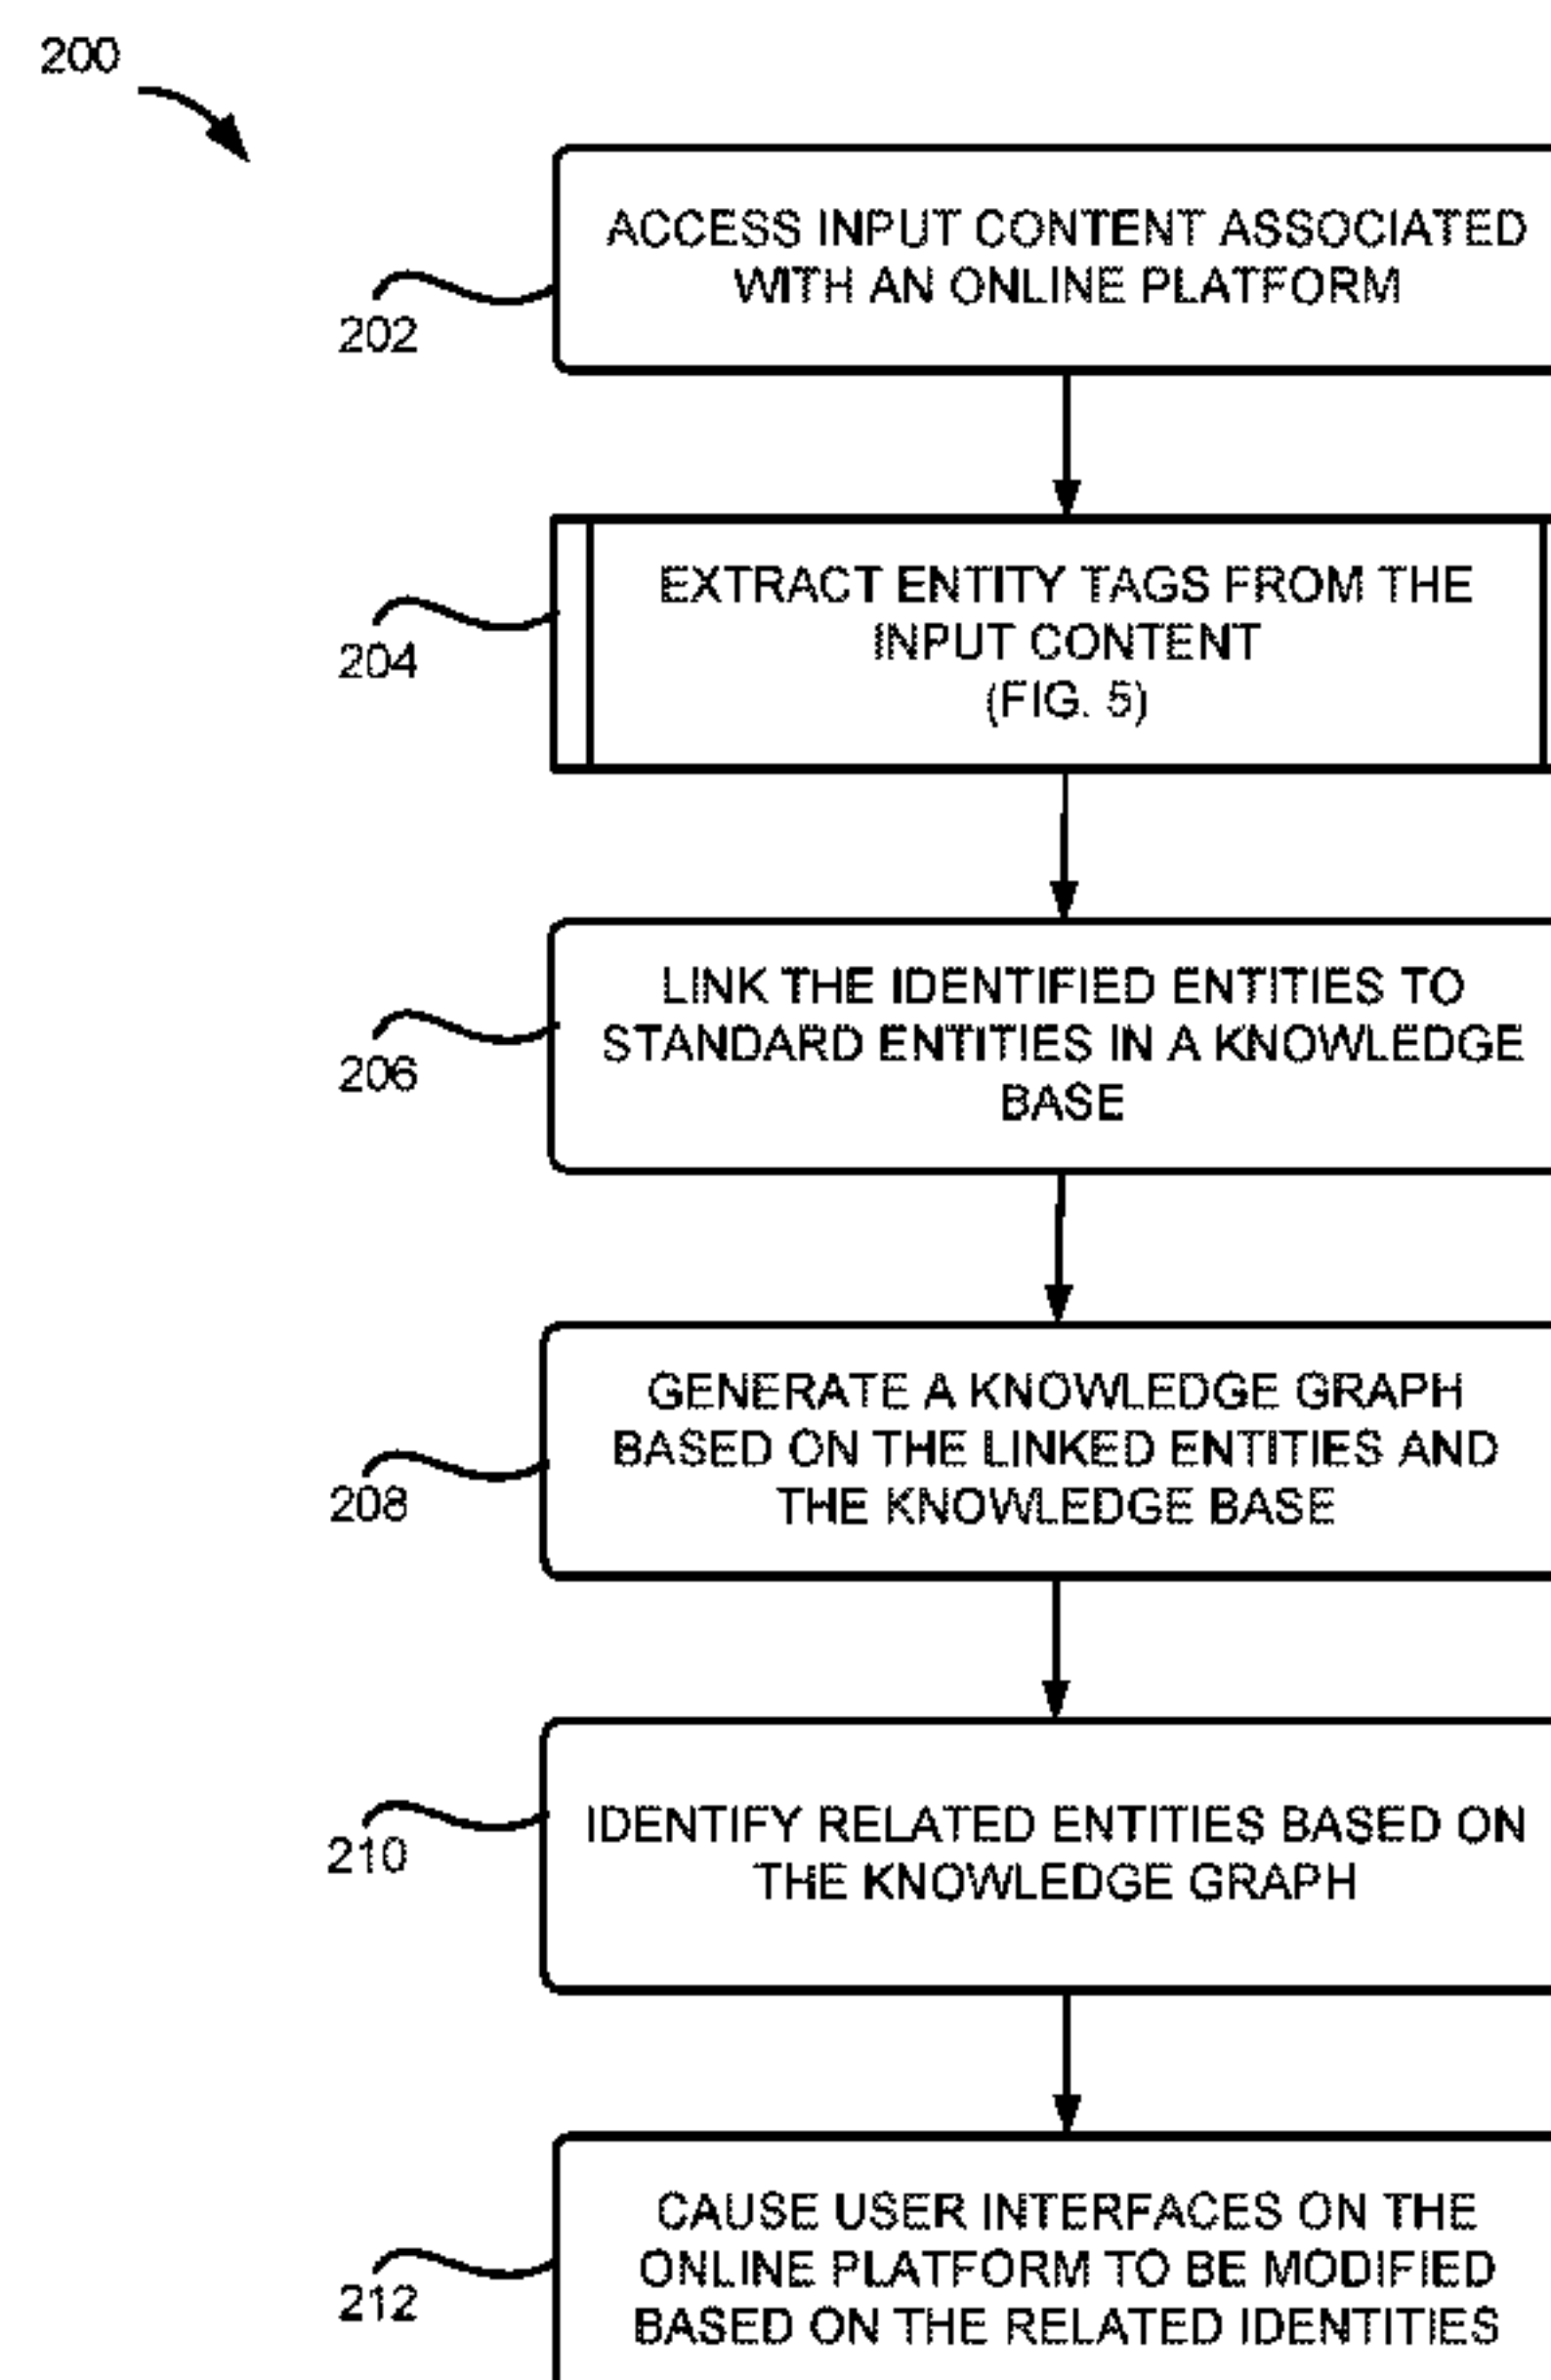 200
ACCESS INPUT CONTENT ASSOCIATED
WITH AN ONLINE PLATFORM
202
EXTRACT ENTITY TAGS FROM THE
INPUT CONTENT
(FIG. 5)
204
LINK THE IDENTIFIED ENTITIES TO
STANDARD ENTITIES IN A KNOWLEDGE
BASE
206
GENERATE A KNOWLEDGE GRAPH
BASED ON THE LINKED ENTITIES AND
THE KNOWLEDGE BASE
208
IDENTIFY RELATED ENTITIES BASED ON
THE KNOWLEDGE GRAPH
210
CAUSE USER INTERFACES ON THE
ONLINE PLATFORM TO BE MODIFIED
BASED ON THE RELATED IDENTITIES
212